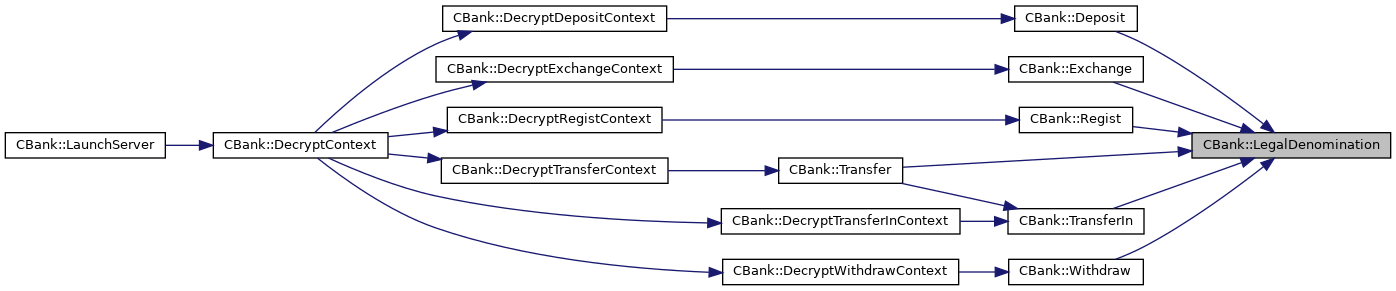 CBank::DecryptDepositContext
CBank::Deposit
CBank::DecryptExchangeContext
CBank::Exchange
CBank::DecryptRegistContext
CBank::Regist
CBank::LaunchServer
CBank::DecryptContext
CBank::LegalDenomination
CBank::DecryptTransferContext
CBank::Transfer
CBank::DecryptTransferInContext
CBank::TransferIn
CBank::DecryptWithdrawContext
CBank::Withdraw